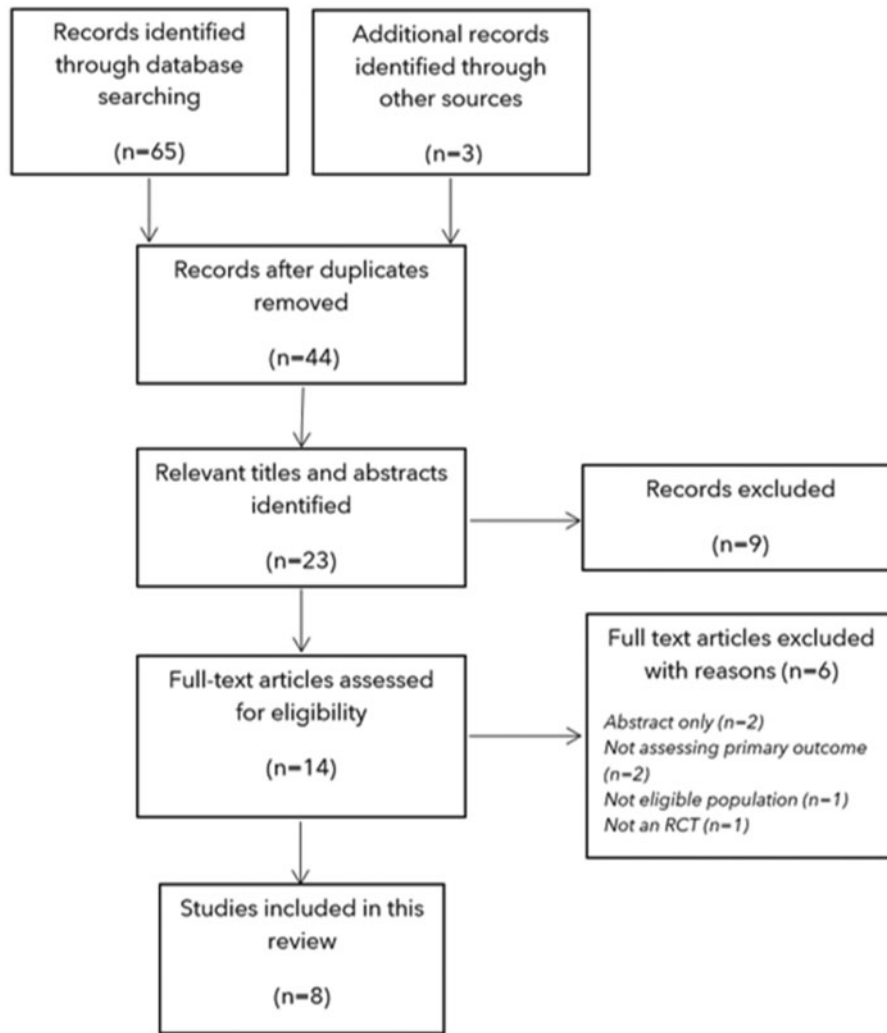 Records identified
through database
searching
(n=65)
Additional records
identified through
other sources
(n=3)
Records after duplicates
removed
(n=44)
Relevant titles and abstracts
identified
(n=23)
Records excluded
(n=9)
Full-text articles assessed
for eligibility
(n=14)
Full text articles excluded
with reasons (n=6)
Abstract only (n=2)
Not assessing primary outcome
(n=2)
Not eligible population (n=1)
Not an RCT (n=1)
Studies included in this
review
(n=8)